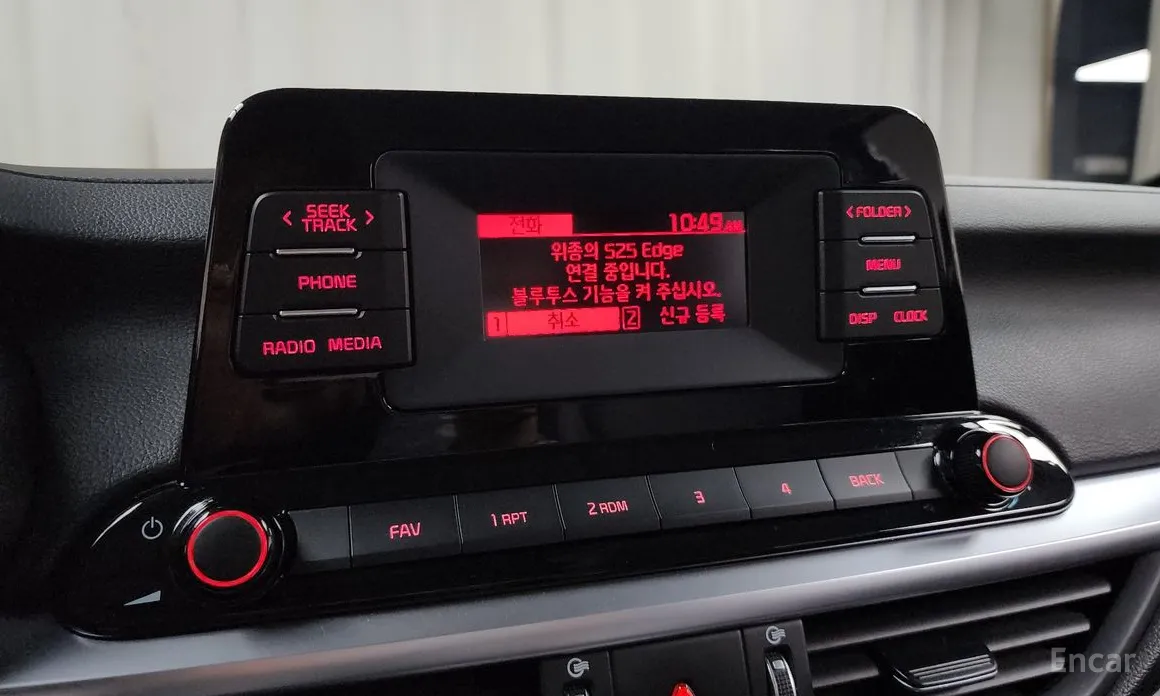 SEEK
< TRACK >
PHONE
RADIO MEDIA
전화 10:49 AM
위종의 S25 Edge
연결 중입니다.
블루투스 기능을 켜 주십시오.
1 취소 2 신규 등록
< FOLDER >
MENU
DISP CLOCK
FAV
1 RPT
2 RDM
3
4
BACK
Encar